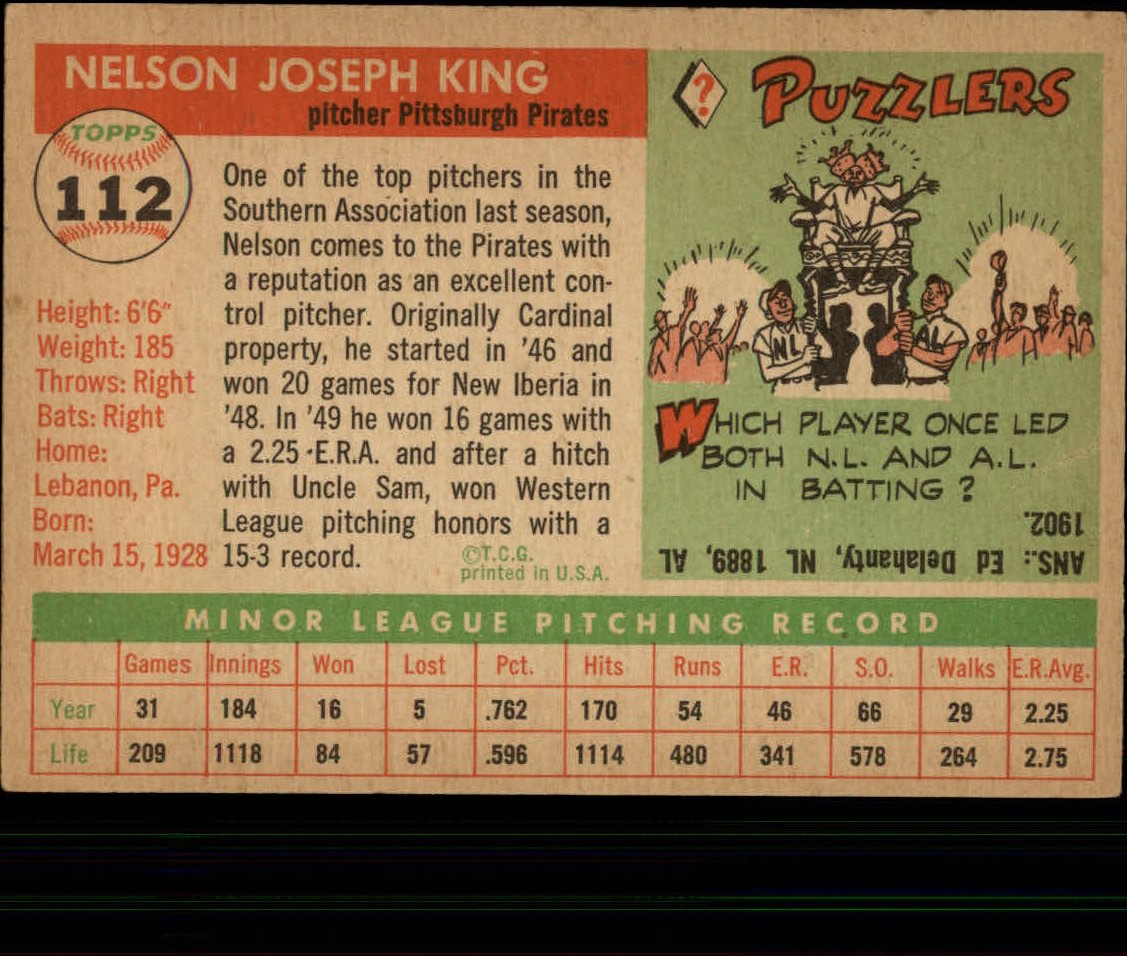 NELSON JOSEPH KING
pitcher Pittsburgh Pirates
TOPPS
112
One of the top pitchers in the
Southern Association last season,
Nelson comes to the Pirates with
a reputation as an excellent con-
trol pitcher. Originally Cardinal
property, he started in '46 and
won 20 games for New Iberia in
'48. In '49 he won 16 games with
a 2.25 E.R.A. and after a hitch
with Uncle Sam, won Western
League pitching honors with a
15-3 record.
Height: 6'6"
Weight: 185
Throws: Right
Bats: Right
Home:
Lebanon, Pa.
Born:
March 15, 1928
©T.C.G.
printed in U.S.A.
? PUZZLERS
NL
AL
WHICH PLAYER ONCE LED
BOTH N.L. AND A.L.
IN BATTING ?
ANS.: Ed Delahanty, NL 1889, AL
1902.
MINOR LEAGUE PITCHING RECORD
Games Innings Won Lost Pct. Hits Runs E.R. S.O. Walks E.R.Avg.
Year 31 184 16 5 .762 170 54 46 66 29 2.25
Life 209 1118 84 57 .596 1114 480 341 578 264 2.75